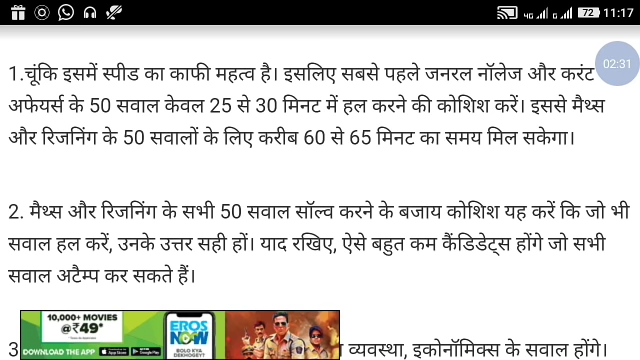 72 11:17
02:31
1.चूंकि इसमें स्पीड का काफी महत्व है। इसलिए सबसे पहले जनरल नॉलेज और करंट
अफेयर्स के 50 सवाल केवल 25 से 30 मिनट में हल करने की कोशिश करें। इससे मैथ्स
और रिजनिंग के 50 सवालों के लिए करीब 60 से 65 मिनट का समय मिल सकेगा।
2. मैथ्स और रिजनिंग के सभी 50 सवाल सॉल्व करने के बजाय कोशिश यह करें कि जो भी
सवाल हल करें, उनके उत्तर सही हों। याद रखिए, ऐसे बहुत कम कैंडिडेट्स होंगे जो सभी
सवाल अटैम्प कर सकते हैं।
10,000+ MOVIES
@₹49*
DOWNLOAD THE APP
EROS
NOW
BOLO KYA
DEKHOGEY?
3 व्यवस्था, इकोनॉमिक्स के सवाल होंगे।